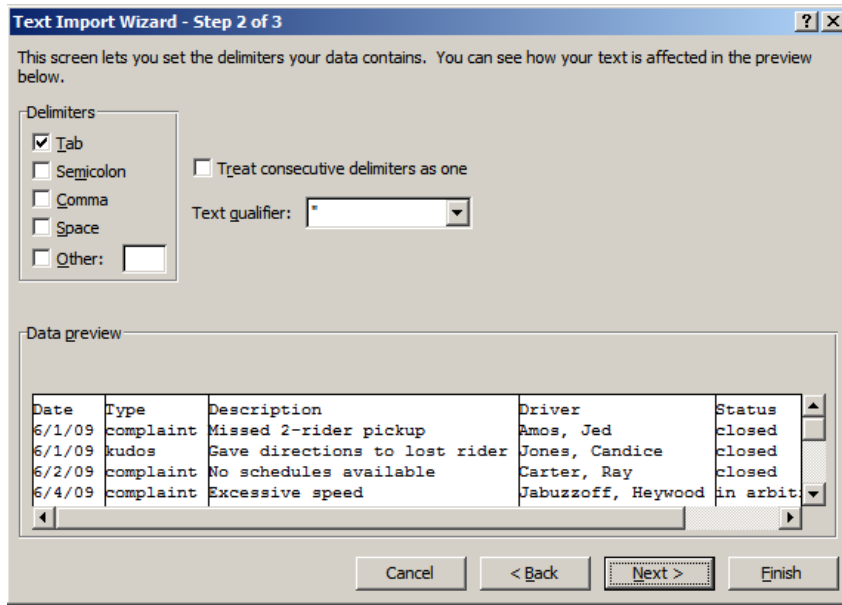 Text Import Wizard - Step 2 of 3
This screen lets you set the delimiters your data contains. You can see how your text is affected in the preview
below.
Delimiters
Tab
Semicolon
Comma
Space
Other:
Treat consecutive delimiters as one
Text qualifier: "
Data preview
Date Type Description Driver Status
6/1/09 complaint Missed 2-rider pickup Amos, Jed closed
6/1/09 kudos Gave directions to lost rider Jones, Candice
6/2/09 complaint No schedules available Carter, Ray closed
6/4/09 complaint Excessive speed Jabuzzoff, Heywood in arbit
Cancel < Back Next > Finish